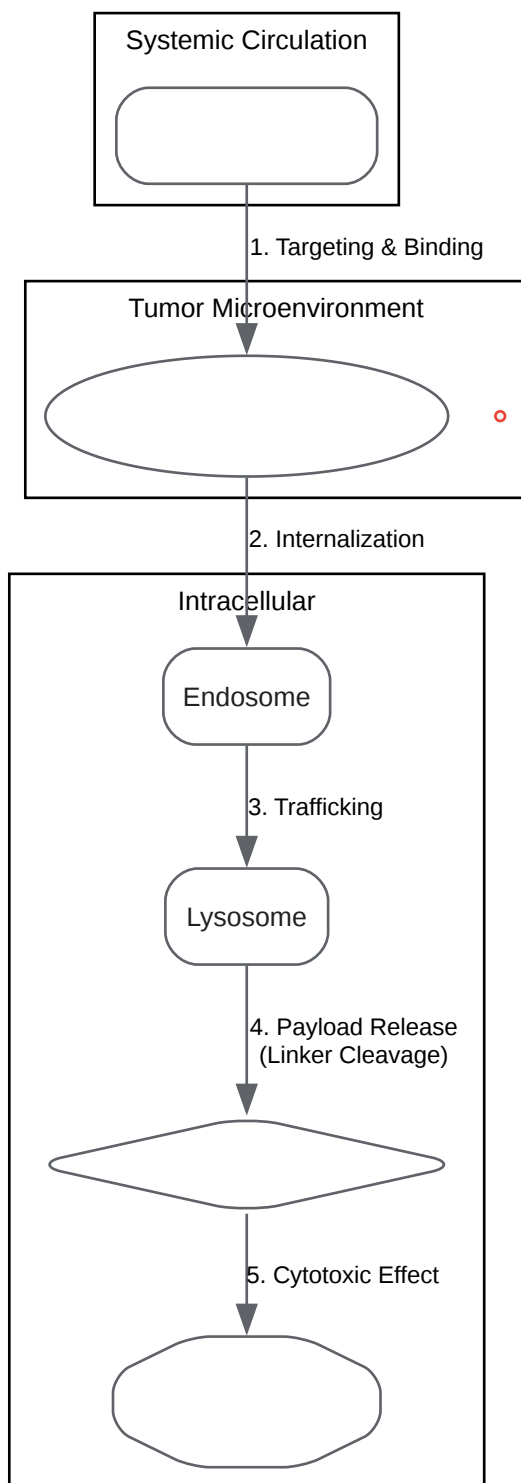 Systemic Circulation
1. Targeting & Binding
Tumor Microenvironment
2. Internalization
Intracellular
Endosome
3. Trafficking
Lysosome
4. Payload Release
(Linker Cleavage)
5. Cytotoxic Effect